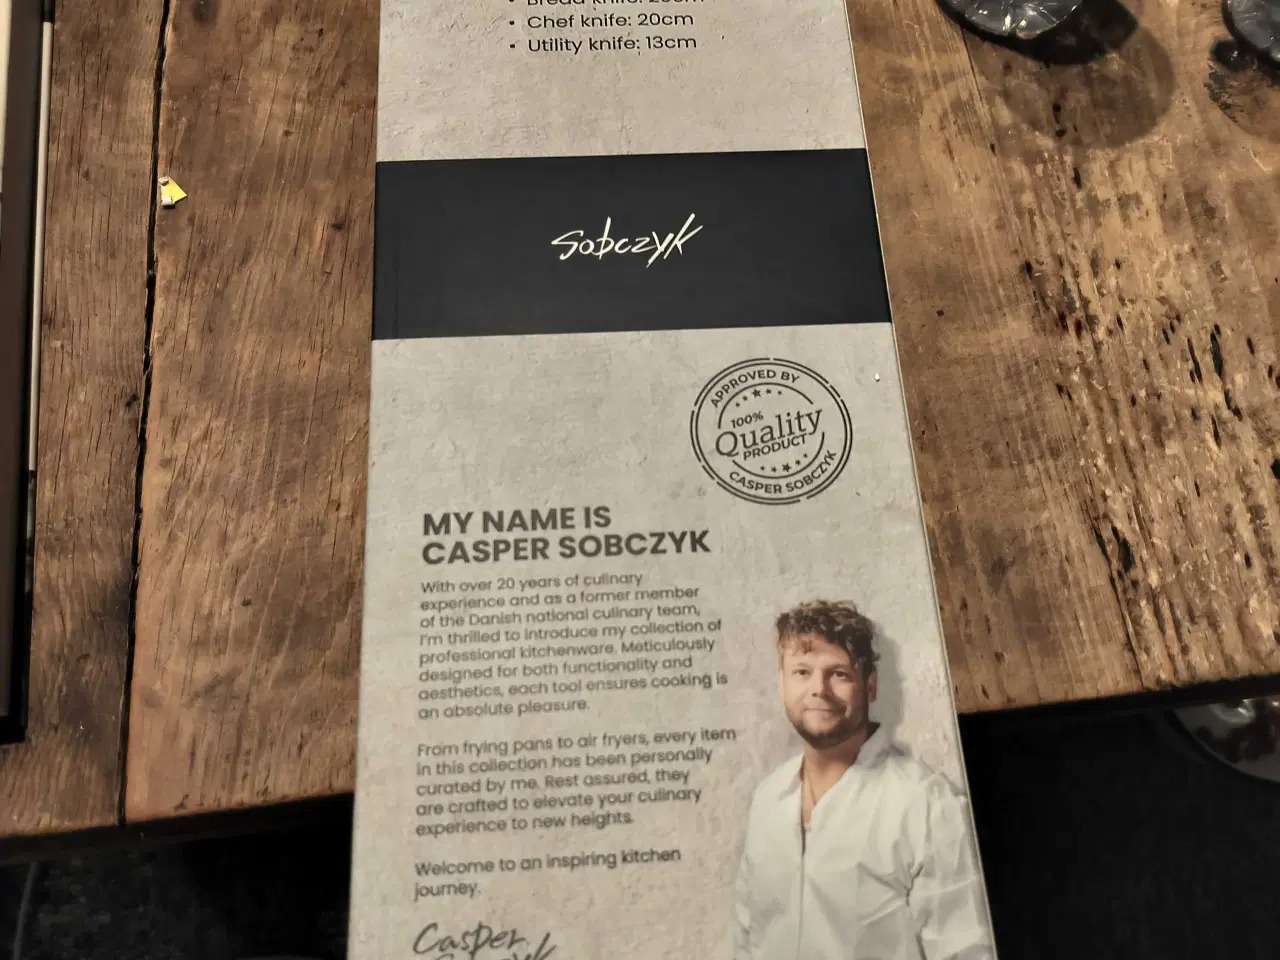 • Bread knife: 20cm
• Chef knife: 20cm
• Utility knife: 13cm
Sobczyk
APPROVED BY
100%
Quality
PRODUCT
CASPER SOBCZYK
MY NAME IS
CASPER SOBCZYK
With over 20 years of culinary
experience and as a former member
of the Danish national culinary team,
I'm thrilled to introduce my collection of
professional kitchenware. Meticulously
designed for both functionality and
aesthetics, each tool ensures cooking is
an absolute pleasure.
From frying pans to air fryers, every item
in this collection has been personally
curated by me. Rest assured, they
are crafted to elevate your culinary
experience to new heights.
Welcome to an inspiring kitchen
journey.
Casper